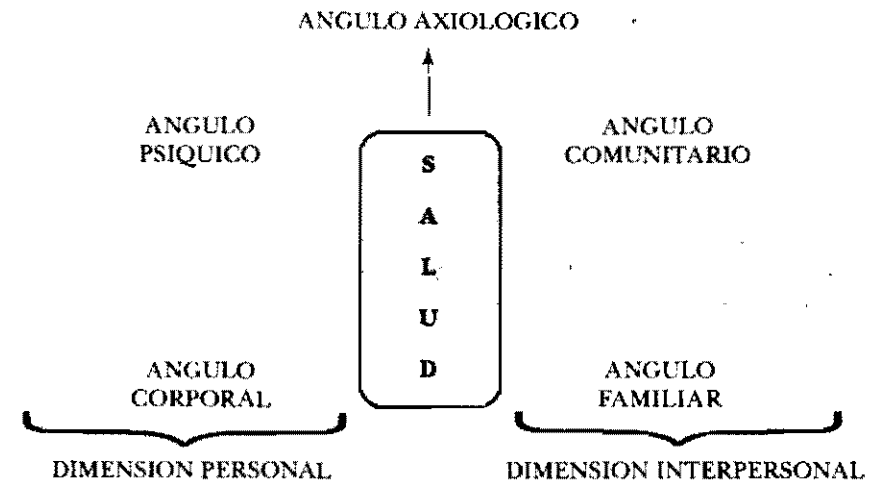 ANGULO AXIOLOGICO
ANGULO
PSIQUICO
ANGULO
COMUNITARIO
S
A
L
U
D
ANGULO
CORPORAL
ANGULO
FAMILIAR
DIMENSION PERSONAL
DIMENSION INTERPERSONAL